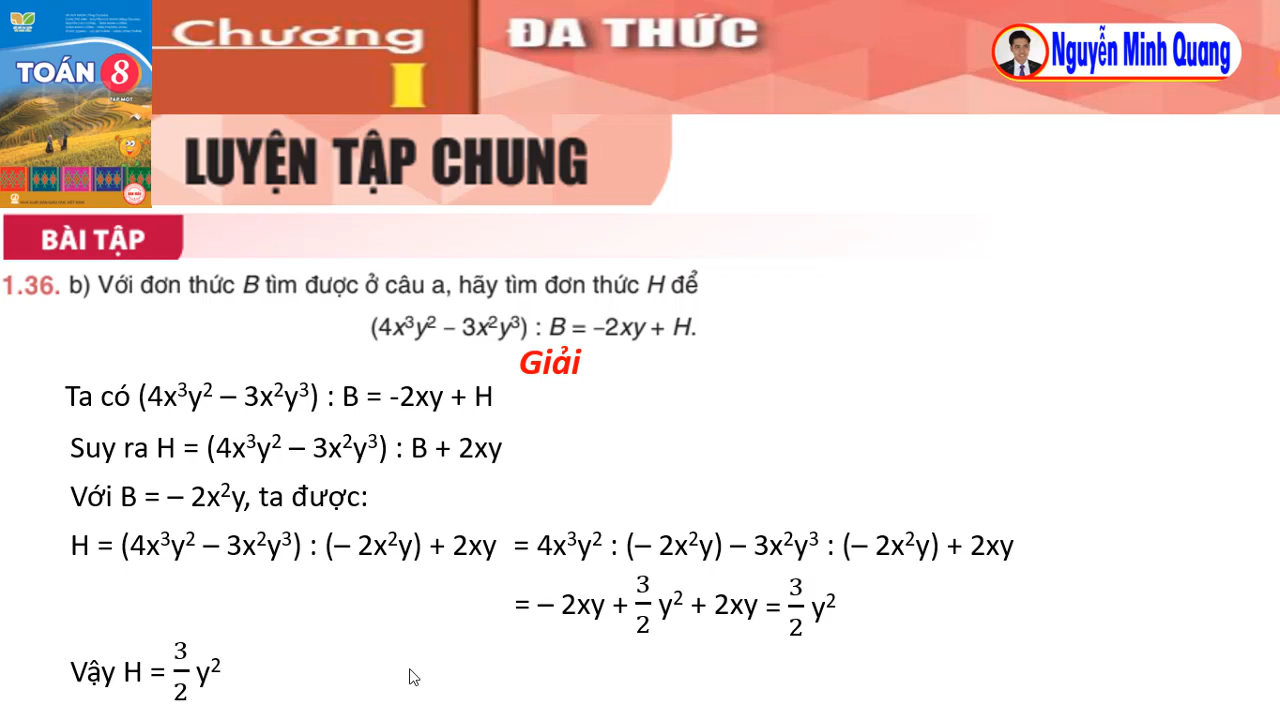 TOÁN 8
TẬP MỘT
Chương I
ĐA THỨC
Nguyễn Minh Quang
LUYỆN TẬP CHUNG
BÀI TẬP
1.36. b) Với đơn thức B tìm được ở câu a, hãy tìm đơn thức H để
(4x³y² – 3x²y³) : B = –2xy + H.
Giải
Ta có (4x³y² – 3x²y³) : B = -2xy + H
Suy ra H = (4x³y² – 3x²y³) : B + 2xy
Với B = – 2x²y, ta được:
H = (4x³y² – 3x²y³) : (– 2x²y) + 2xy = 4x³y² : (– 2x²y) – 3x²y³ : (– 2x²y) + 2xy
= – 2xy + 3/2 y² + 2xy = 3/2 y²
Vậy H = 3/2 y²